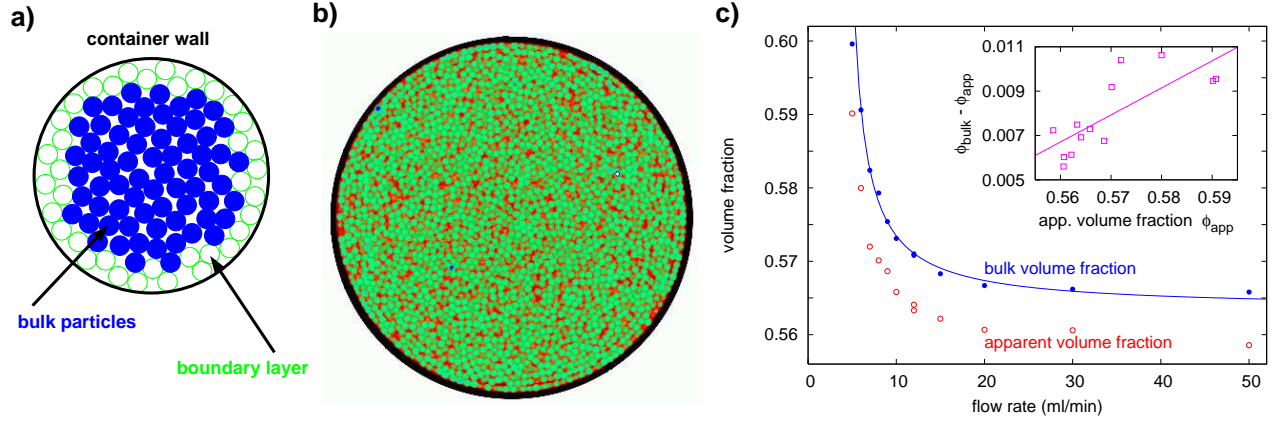 a)
container wall
bulk particles
boundary layer
b)
c)
0.60
0.59
0.58
0.57
0.56
volume fraction
0
10
20
30
40
50
flow rate (ml/min)
bulk volume fraction
apparent volume fraction
0.011
0.009
0.007
0.005
ϕbulk - ϕapp
0.56 0.57 0.58 0.59
app. volume fraction ϕapp